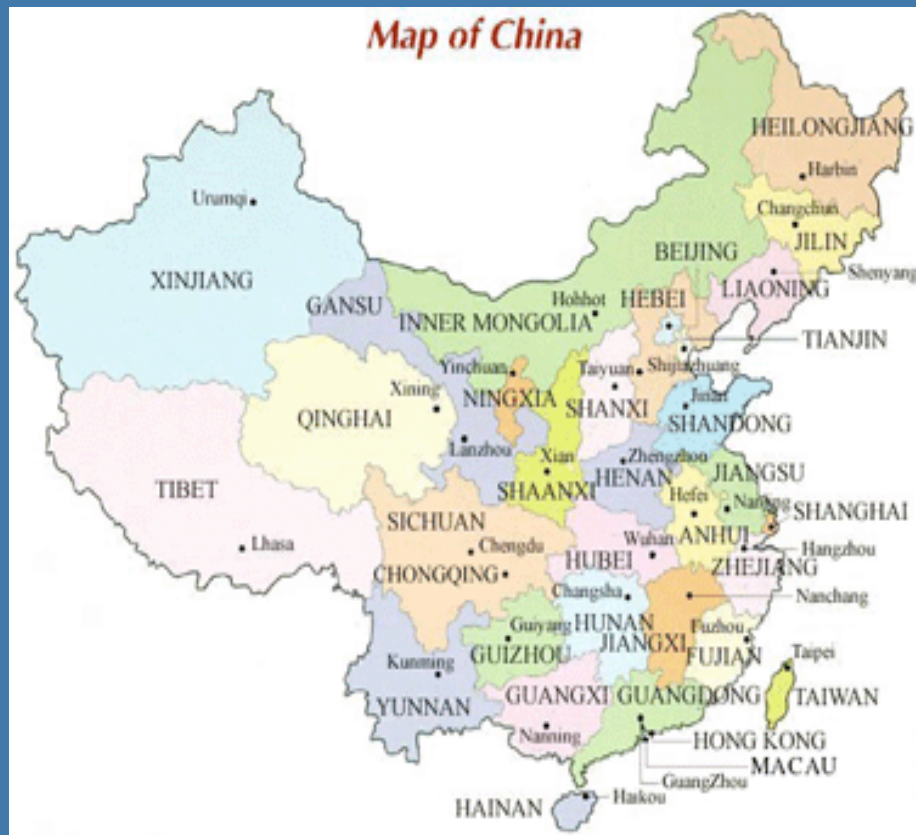 Map of China
HEILONGJIANG
Harbin
Urumqi
Changchun
JILIN
BEIJING
Shenyang
XINJIANG
LIAONING
GANSU
Hohhot
HEBEI
INNER MONGOLIA
TIANJIN
Yinchuan
Taiyuan
Shijiazhuang
Xining
NINGXIA
SHANXI
Jinan
QINGHAI
SHANDONG
Lanzhou
Xian
Zhengzhou
JIANGSU
TIBET
SHAANXI
HENAN
Hefei
Nanjing
SHANGHAI
SICHUAN
ANHUI
Lhasa
Chengdu
Wuhan
Hangzhou
HUBEI
ZHEJIANG
CHONGQING
Changsha
Nanchang
HUNAN
Guiyang
JIANGXI
Fuzhou
GUIZHOU
FUJIAN
Taipei
Kunming
GUANGXI
GUANGDONG
TAIWAN
YUNNAN
Nanning
HONG KONG
MACAU
GuangZhou
HAINAN
Haikou